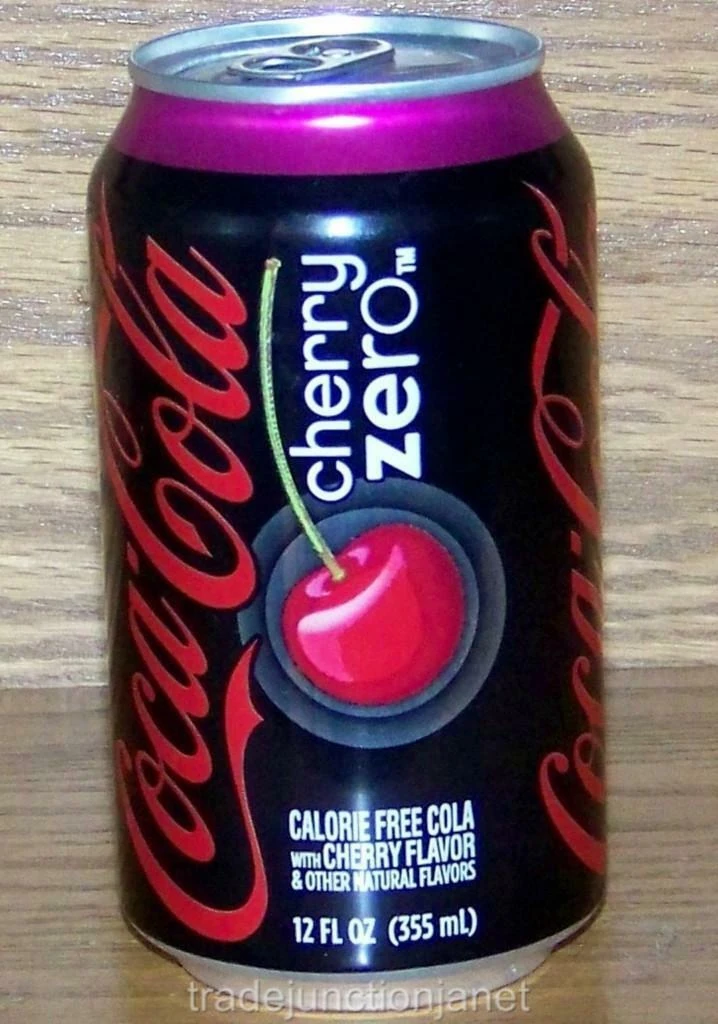 Coca-Cola
cherry
zero™
Coca-Co
CALORIE FREE COLA
WITH CHERRY FLAVOR
& OTHER NATURAL FLAVORS
12 FL OZ (355 mL)
tradejunctionjanet